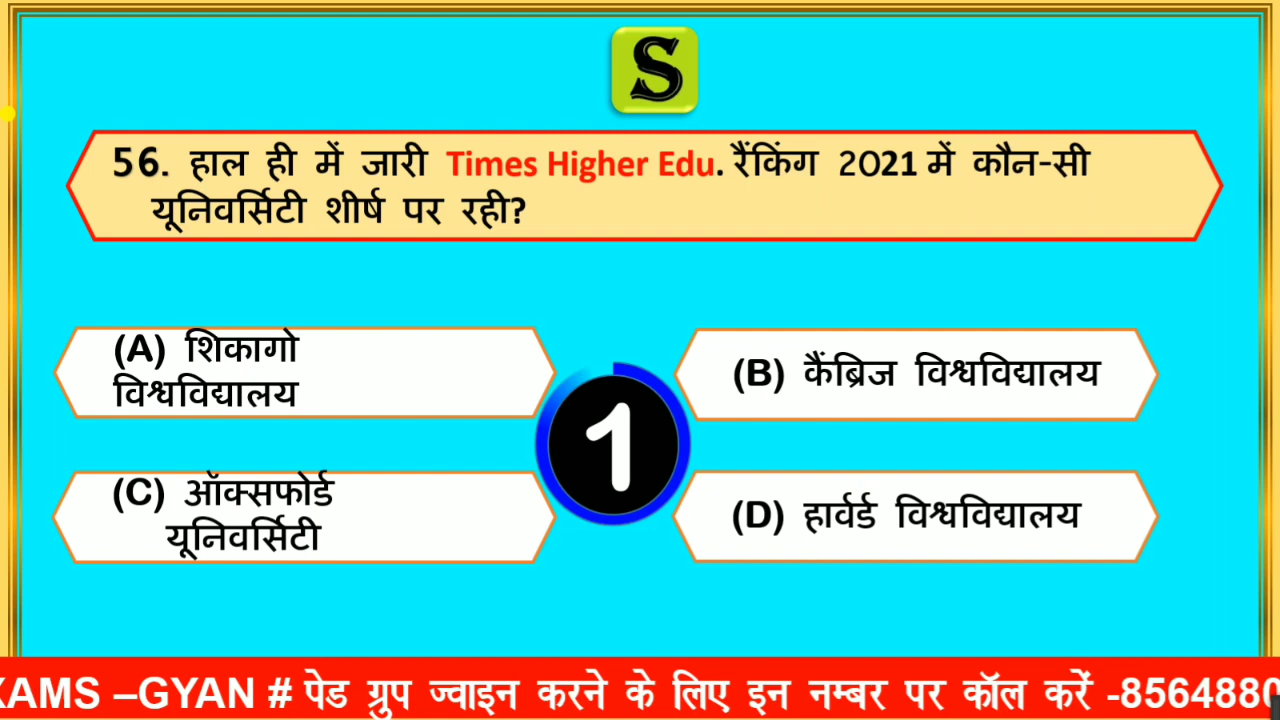 S
56. हाल ही में जारी Times Higher Edu. रैंकिंग 2021 में कौन-सी
यूनिवर्सिटी शीर्ष पर रही?
(A) शिकागो
विश्वविद्यालय
(B) कैंब्रिज विश्वविद्यालय
1
(C) ऑक्सफोर्ड
यूनिवर्सिटी
(D) हार्वर्ड विश्वविद्यालय
XAMS –GYAN # पेड ग्रुप ज्वाइन करने के लिए इन नम्बर पर कॉल करें -8564880